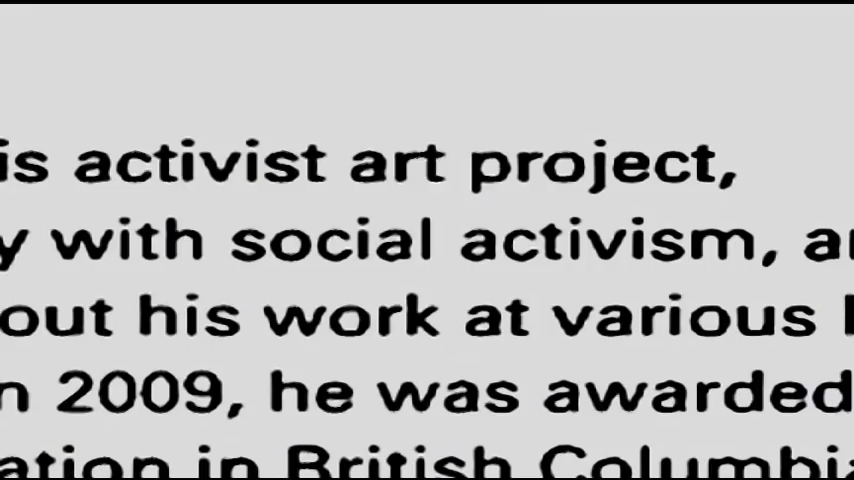 is activist art project,
y with social activism, a
out his work at various
n 2009, he was awarded
ation in British Columbia